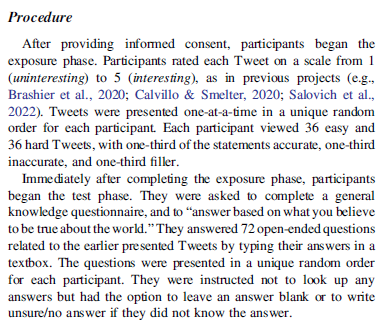 Procedure
After providing informed consent, participants began the
exposure phase. Participants rated each Tweet on a scale from 1
(uninteresting) to 5 (interesting), as in previous projects (e.g.,
Brashier et al., 2020; Calvillo & Smelter, 2020; Salovich et al.,
2022). Tweets were presented one-at-a-time in a unique random
order for each participant. Each participant viewed 36 easy and
36 hard Tweets, with one-third of the statements accurate, one-third
inaccurate, and one-third filler.
Immediately after completing the exposure phase, participants
began the test phase. They were asked to complete a general
knowledge questionnaire, and to “answer based on what you believe
to be true about the world.” They answered 72 open-ended questions
related to the earlier presented Tweets by typing their answers in a
textbox. The questions were presented in a unique random order
for each participant. They were instructed not to look up any
answers but had the option to leave an answer blank or to write
unsure/no answer if they did not know the answer.